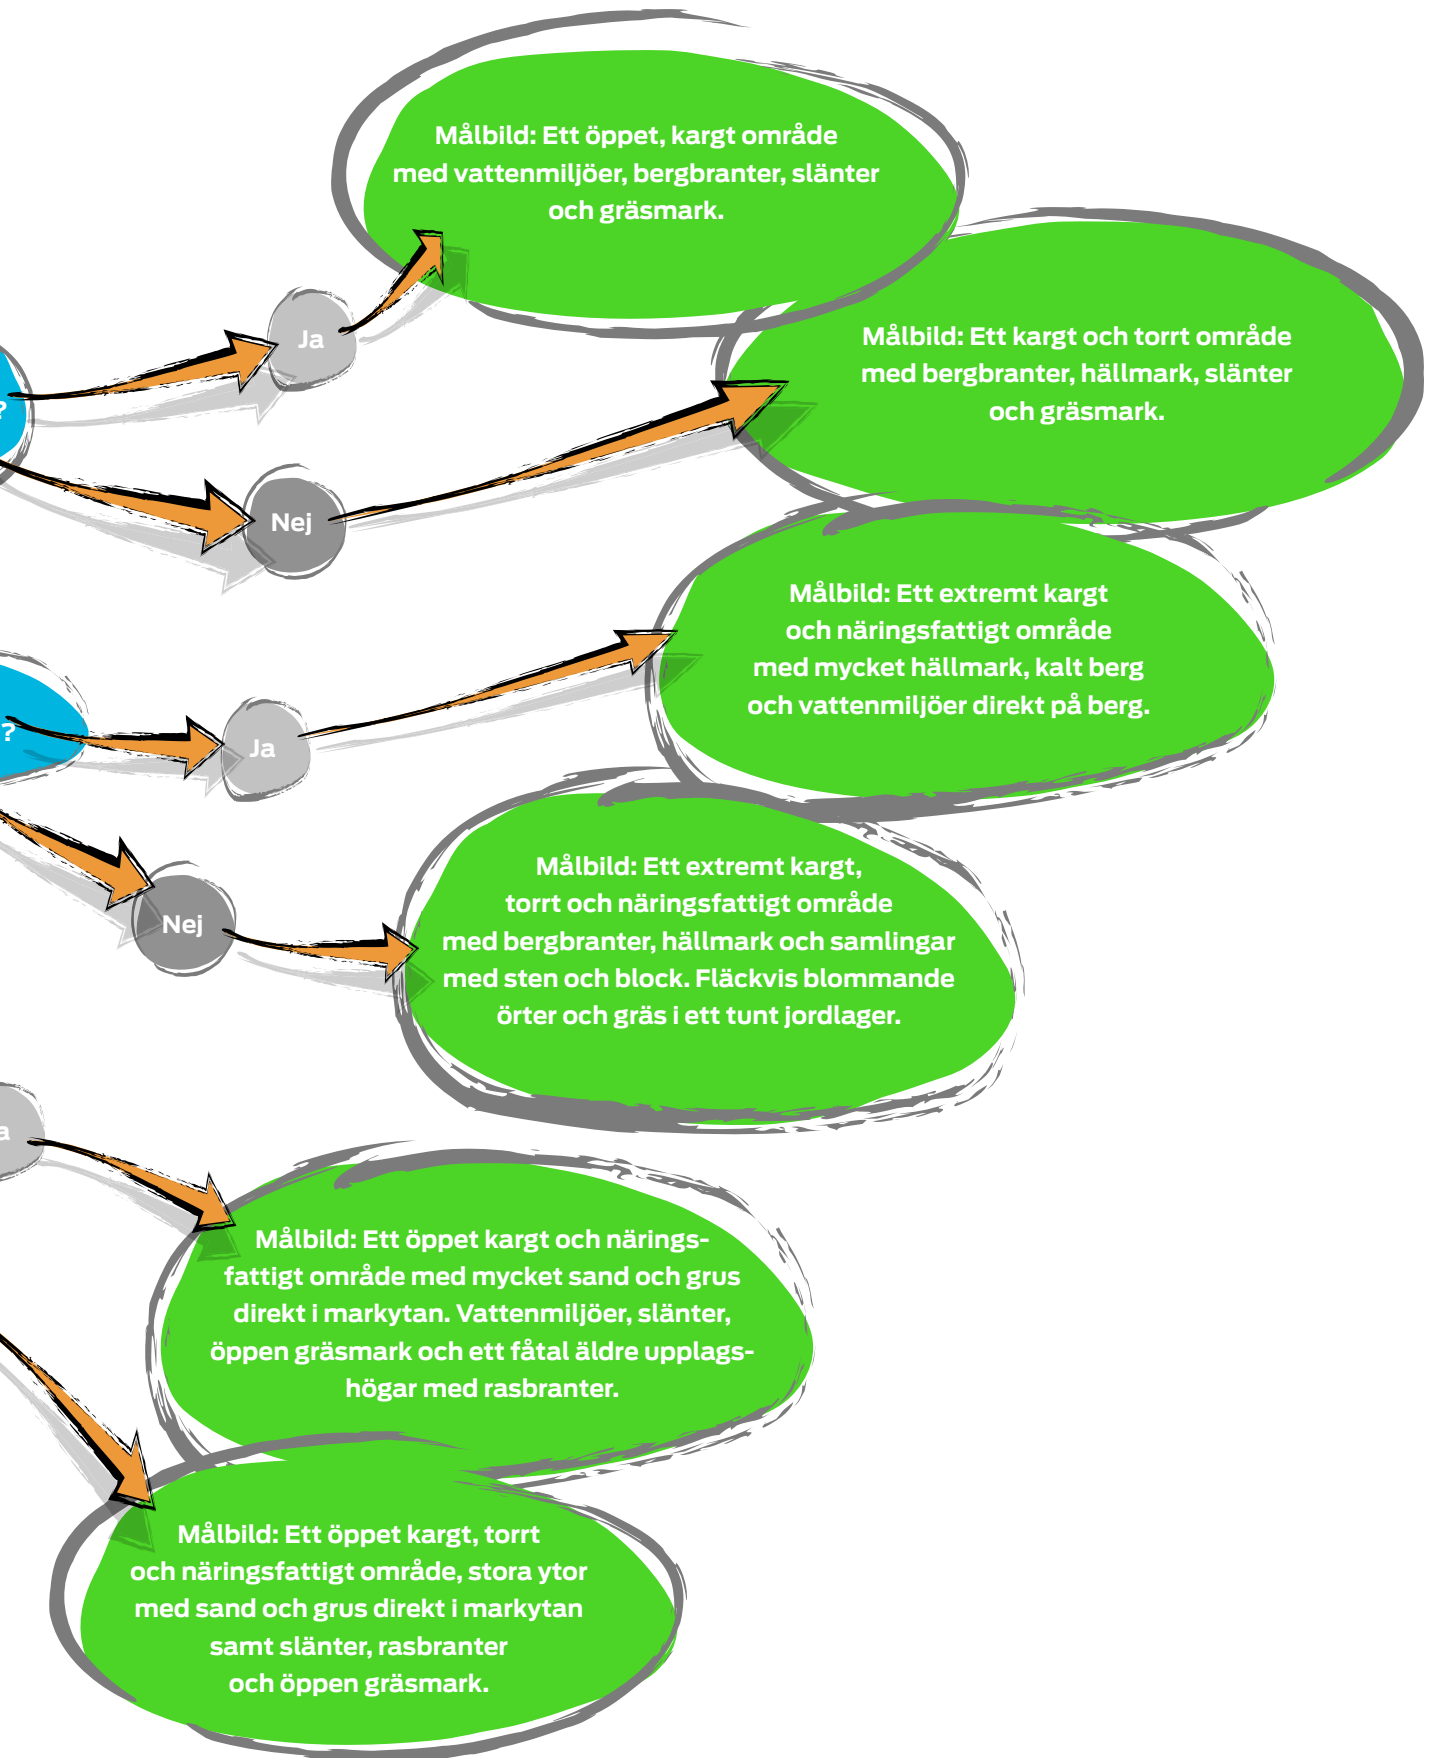 Målbild: Ett öppet, kargt område
med vattenmiljöer, bergbranter, slänter
och gräsmark.
Ja
Målbild: Ett kargt och torrt område
med bergbranter, hällmark, slänter
och gräsmark.
?
Nej
Målbild: Ett extremt kargt
och näringsfattigt område
med mycket hällmark, kalt berg
och vattenmiljöer direkt på berg.
?
Ja
Målbild: Ett extremt kargt,
torrt och näringsfattigt område
med bergbranter, hällmark och samlingar
med sten och block. Fläckvis blommande
örter och gräs i ett tunt jordlager.
Nej
a
Målbild: Ett öppet kargt och närings-
fattigt område med mycket sand och grus
direkt i markytan. Vattenmiljöer, slänter,
öppen gräsmark och ett fåtal äldre upplags-
högar med rasbranter.
Målbild: Ett öppet kargt, torrt
och näringsfattigt område, stora ytor
med sand och grus direkt i markytan
samt slänter, rasbranter
och öppen gräsmark.